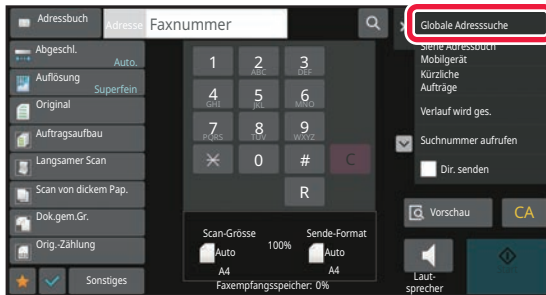 Adressbuch
Adresse
Faxnummer
Globale Adresssuche
Siehe Adressbuch
Mobilgerät
Kürzliche
Aufträge
Verlauf wird ges.
Suchnummer aufrufen
Dir. senden
Abgeschl.
Auto.
Auflösung
Superfein
Original
Auftragsaufbau
Langsamer Scan
Scan von dickem Pap.
Dok.gem.Gr.
Orig.-Zählung
Sonstiges
1
2
ABC
3
DEF
4
GHI
5
JKL
6
MNO
7
PQRS
8
TUV
9
WXYZ
0
#
C
R
Scan-Grösse
Auto
A4
100%
Sende-Format
Auto
A4
Faxempfangsspeicher: 0%
Vorschau
CA
Laut-
sprecher